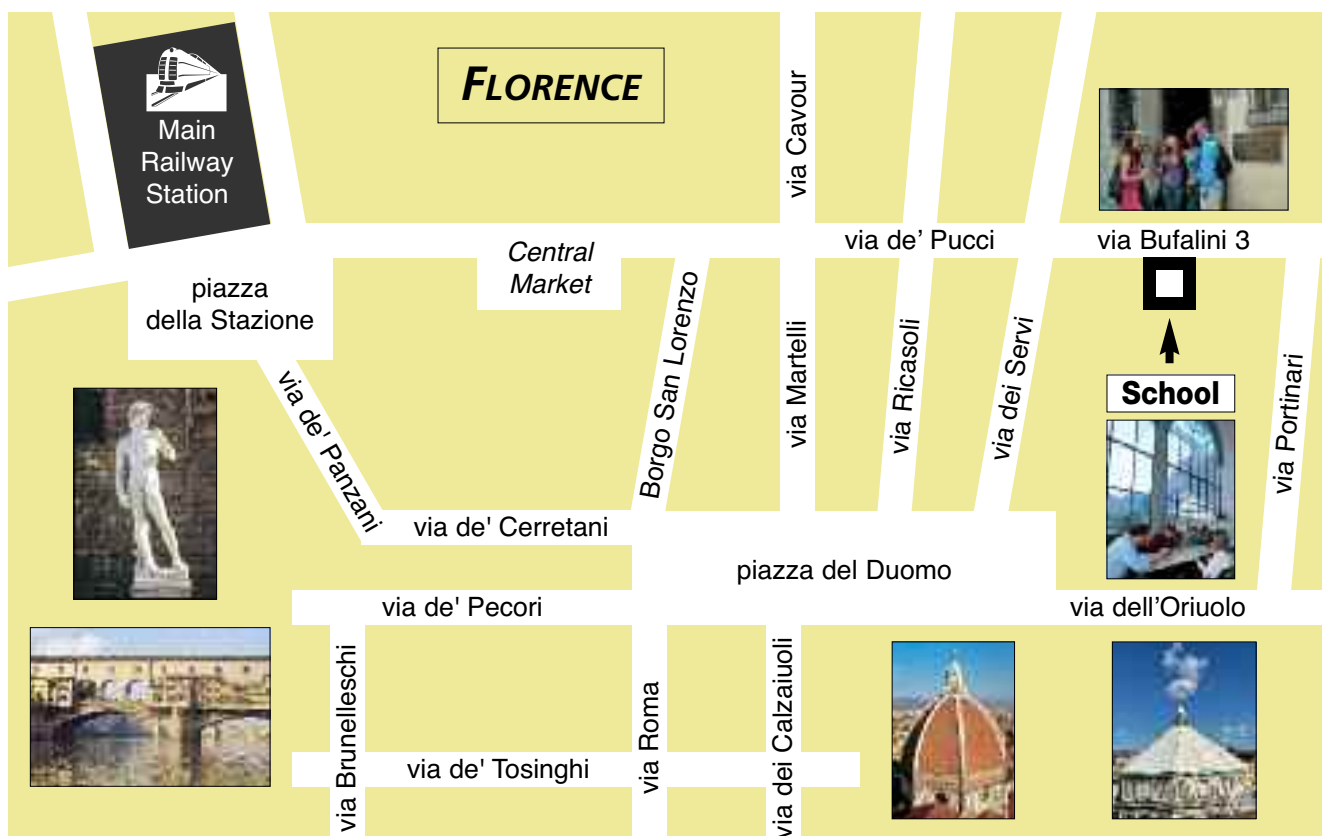 FLORENCE
Main
Railway
Station
via Cavour
via de' Pucci
via Bufalini 3
Central
Market
piazza
della Stazione
Borgo San Lorenzo
via Martelli
via Ricasoli
via dei Servi
School
via Portinari
via de' Panzani
via de' Cerretani
piazza del Duomo
via de' Pecori
via dell'Oriuolo
via Brunelleschi
via de' Tosinghi
via Roma
via dei Calzaiuoli